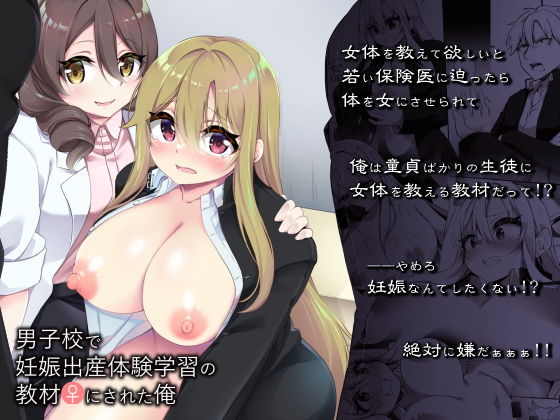 女体を教えて欲しいと
若い保険医に迫ったら
体を女にさせられて
俺は童貞ばかりの生徒に
女体を教える教材だって!?
――やめろ
妊娠なんてしたくない!?
絶対に嫌だぁぁぁ!!
男子校で
妊娠出産体験学習の
教材♀にされた俺